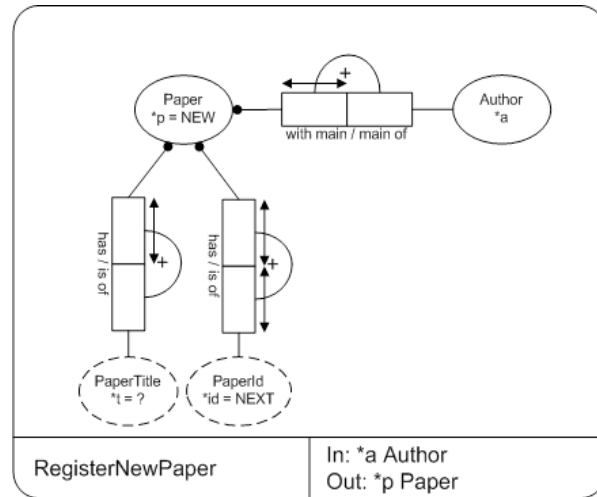 Paper
*p = NEW
+
with main / main of
Author
*a
has / is of
+
has / is of
+
PaperTitle
*t = ?
PaperId
*id = NEXT
RegisterNewPaper
In: *a Author
Out: *p Paper